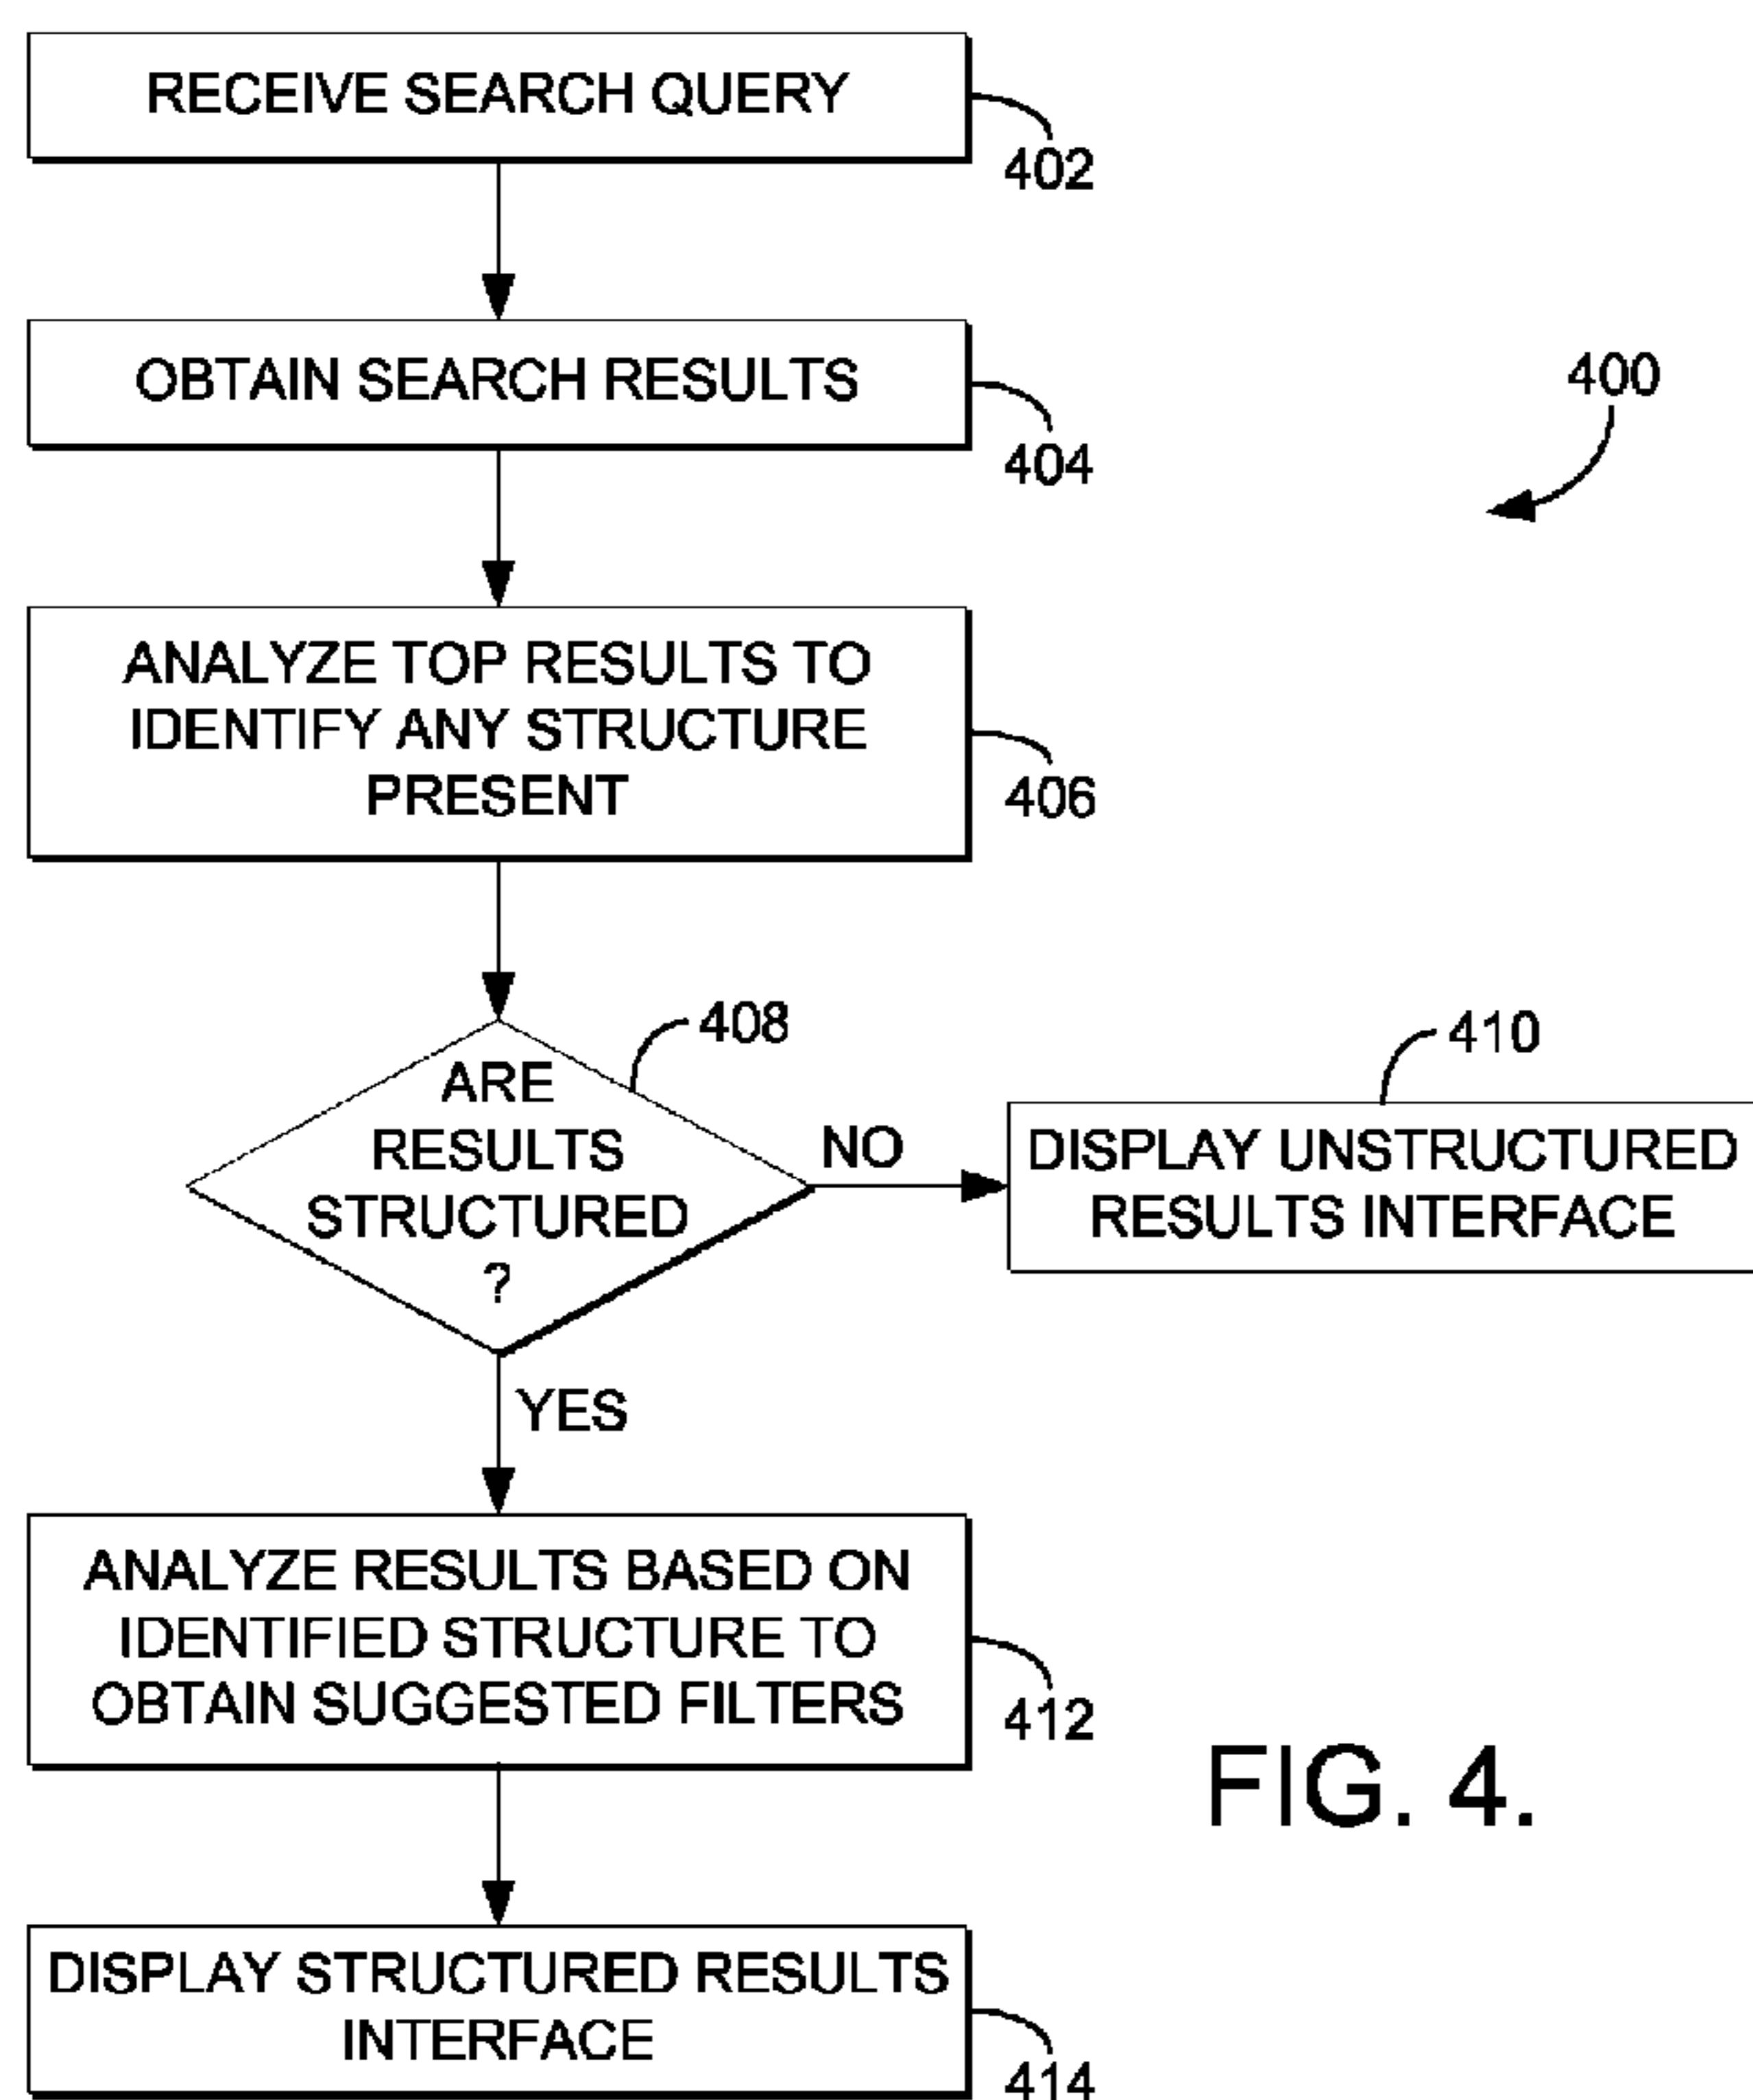 RECEIVE SEARCH QUERY
402
OBTAIN SEARCH RESULTS
404
400
ANALYZE TOP RESULTS TO
IDENTIFY ANY STRUCTURE
PRESENT
406
408
ARE
RESULTS
STRUCTURED
?
NO
410
DISPLAY UNSTRUCTURED
RESULTS INTERFACE
YES
ANALYZE RESULTS BASED ON
IDENTIFIED STRUCTURE TO
OBTAIN SUGGESTED FILTERS
412
FIG. 4.
DISPLAY STRUCTURED RESULTS
INTERFACE
414